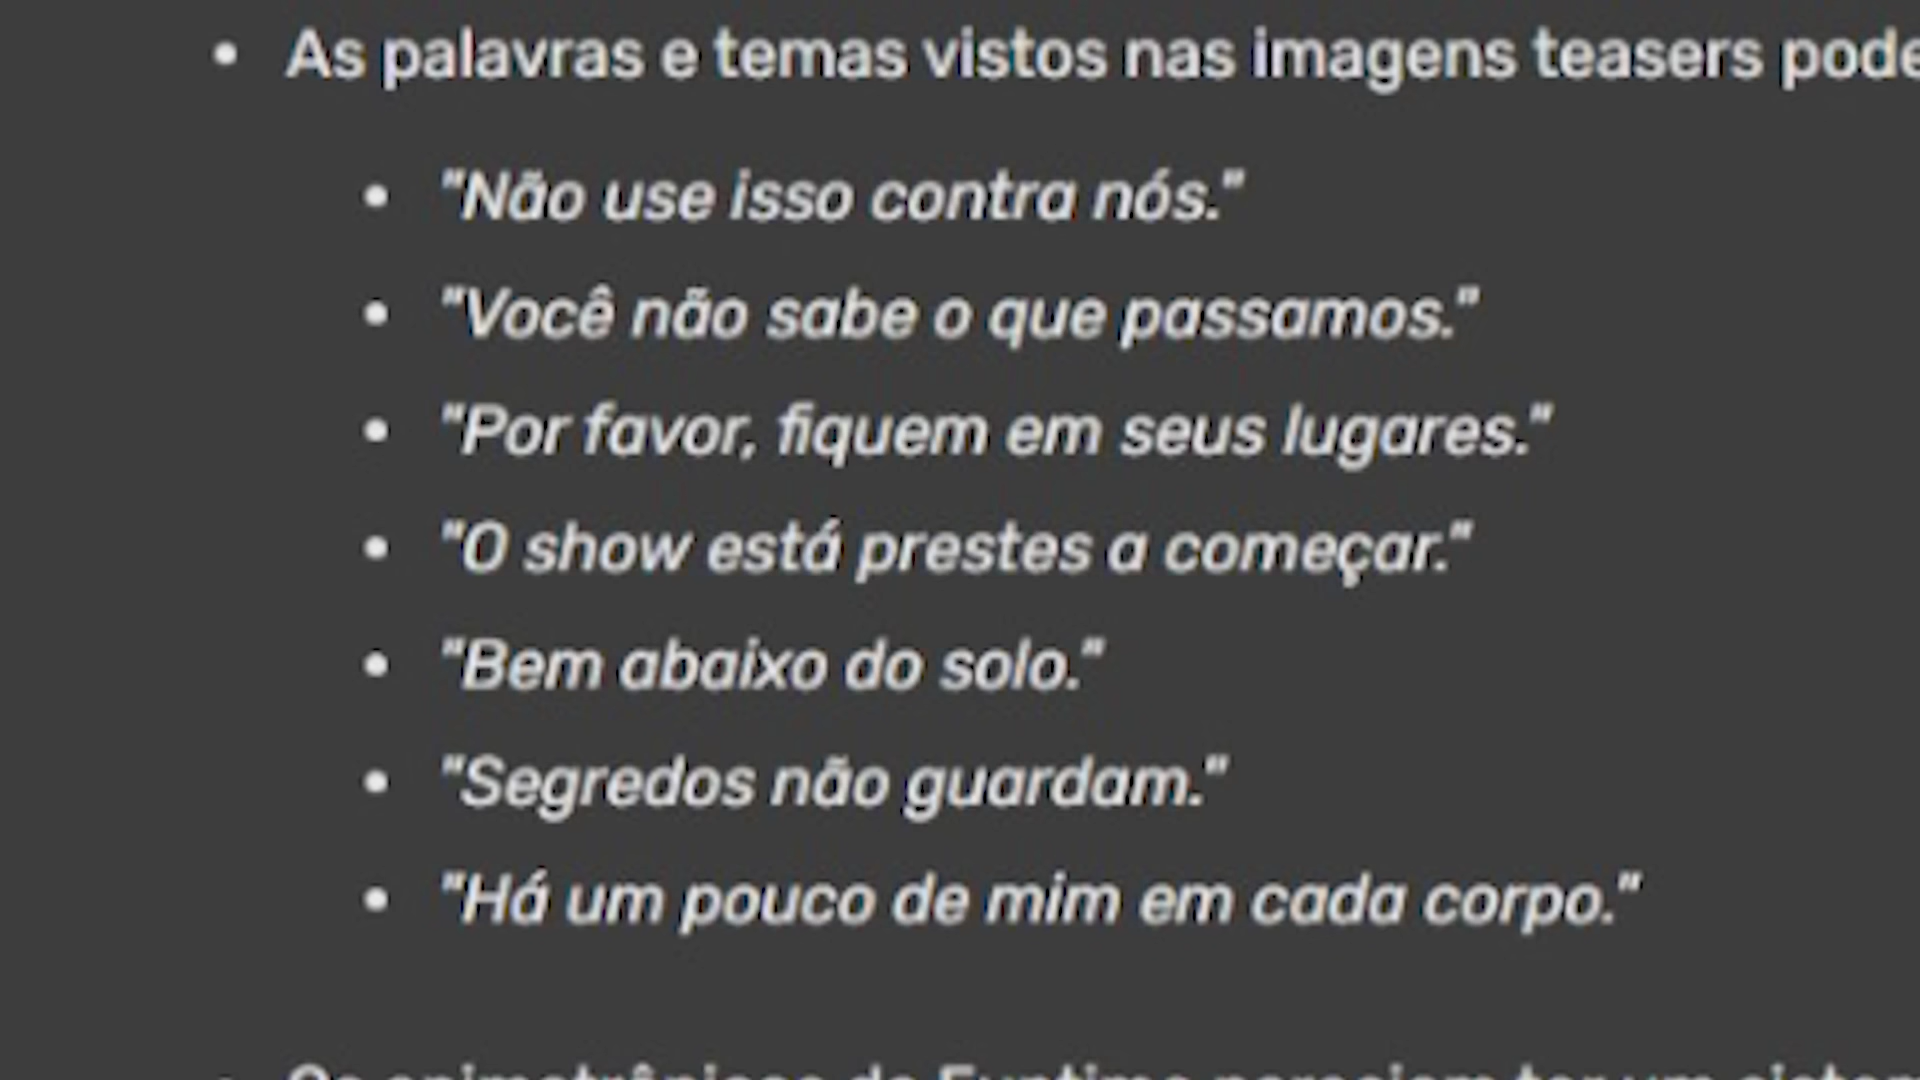 • As palavras e temas vistos nas imagens teasers
• "Não use isso contra nós."
• "Você não sabe o que passamos."
• "Por favor, fiquem em seus lugares."
• "O show está prestes a começar."
• "Bem abaixo do solo."
• "Segredos não guardam."
• "Há um pouco de mim em cada corpo."